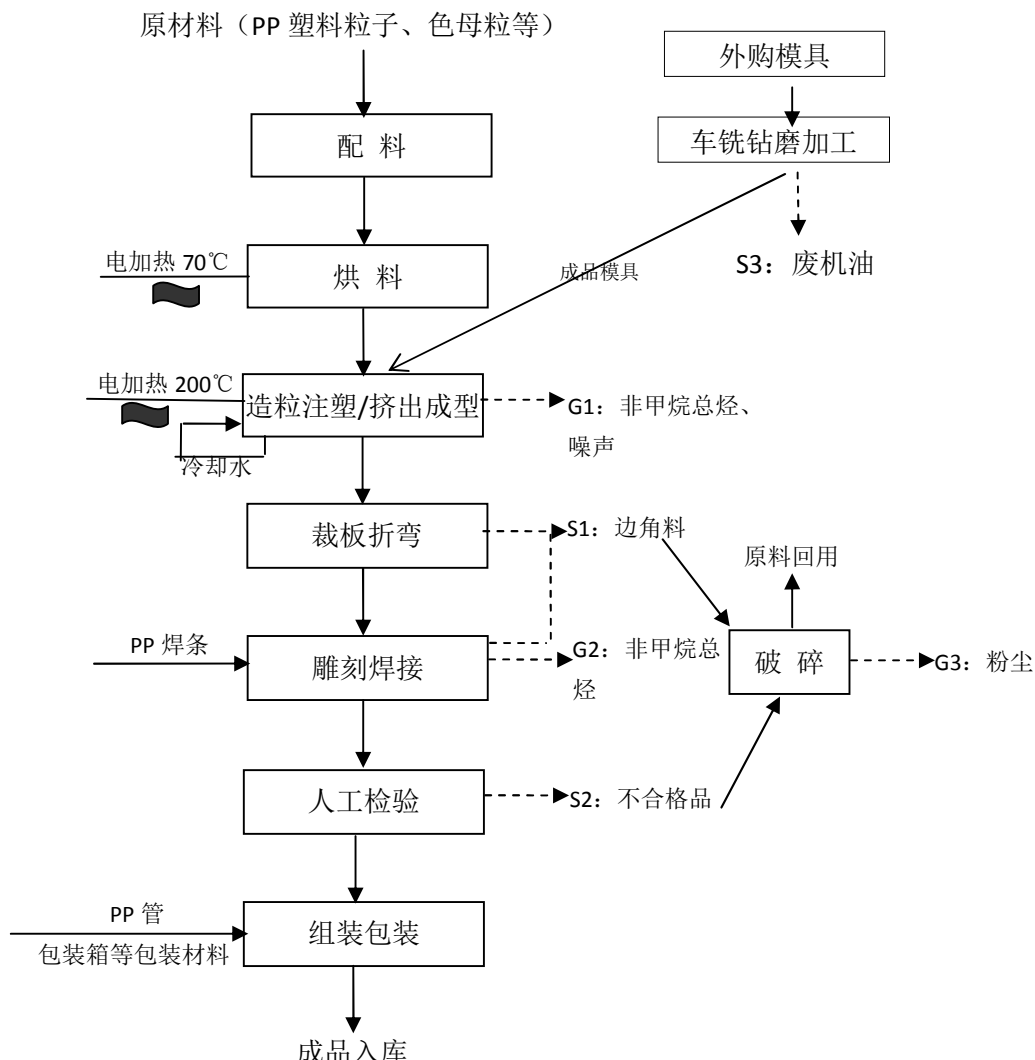 原材料（PP 塑料粒子、色母粒等）
外购模具
配 料
车铣钻磨加工
电加热 70℃
烘 料
成品模具
S3：废机油
电加热 200℃
造粒注塑/挤出成型
G1：非甲烷总烃、
噪声
冷却水
裁板折弯
S1：边角料
原料回用
PP 焊条
雕刻焊接
G2：非甲烷总
烃
破 碎
G3：粉尘
人工检验
S2：不合格品
PP 管
包装箱等包装材料
组装包装
成品入库